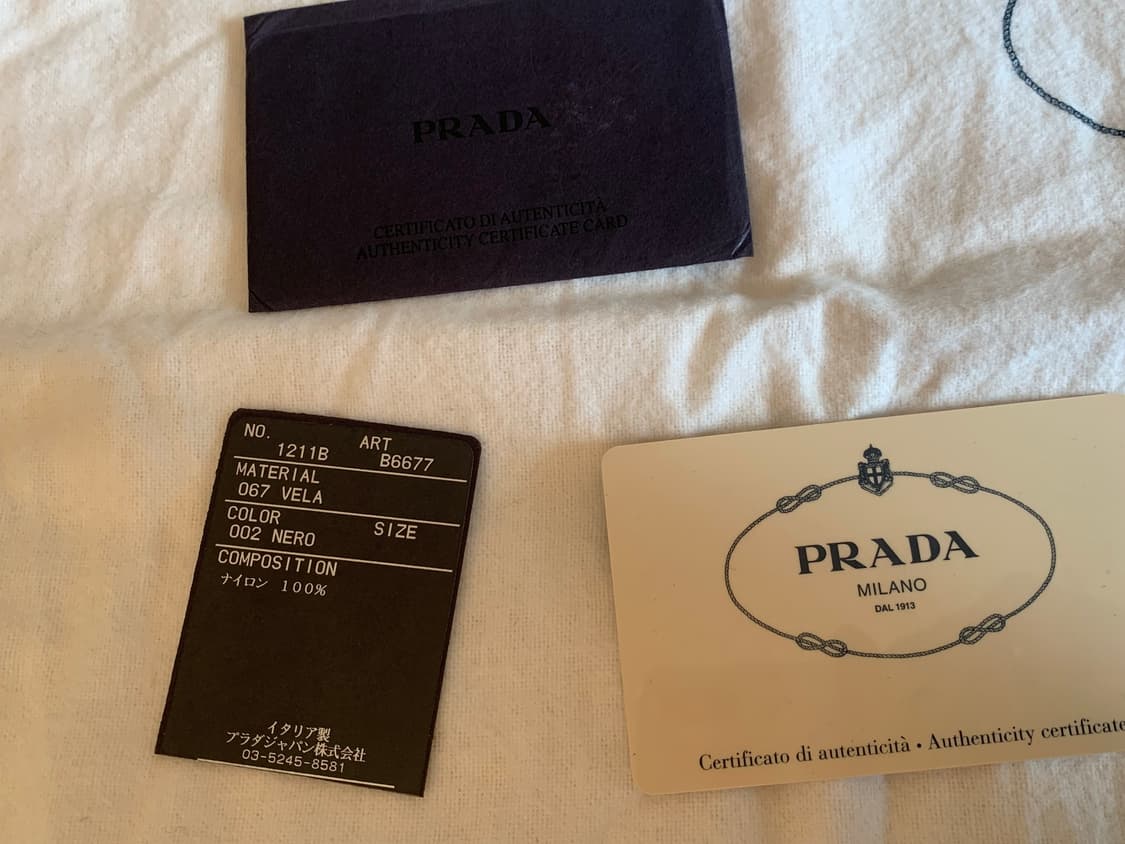 PRADA
CERTIFICATO DI AUTENTICITÀ
AUTHENTICITY CERTIFICATE CARD
NO. ART
1211B B6677
MATERIAL
067 VELA
COLOR SIZE
002 NERO
COMPOSITION
ナイロン 100%
イタリア製
プラダジャパン株式会社
03-5245-8581
PRADA
MILANO
DAL 1913
Certificato di autenticità • Authenticity certificate